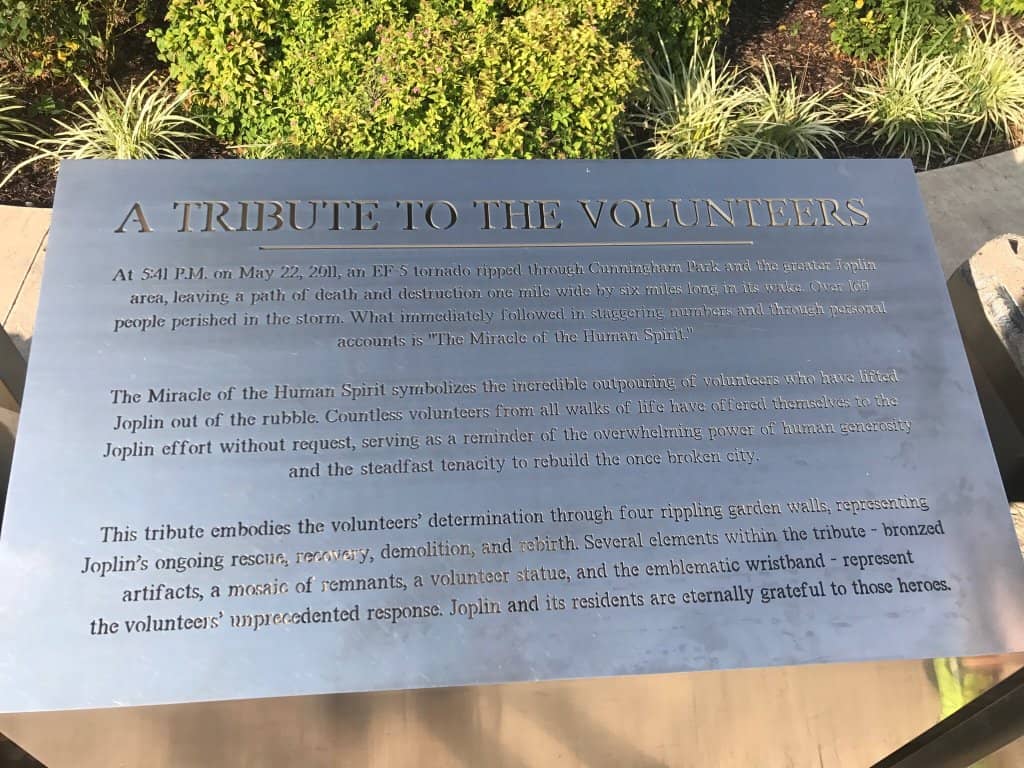 A TRIBUTE TO THE VOLUNTEERS
At 5:41 P.M. on May 22, 2011, an EF-5 tornado ripped through Cunningham Park and the greater Joplin
area, leaving a path of death and destruction one mile wide by six miles long in its wake. Over 161
people perished in the storm. What immediately followed in staggering numbers and through personal
accounts is "The Miracle of the Human Spirit."
The Miracle of the Human Spirit symbolizes the incredible outpouring of volunteers who have lifted
Joplin out of the rubble. Countless volunteers from all walks of life have offered themselves to the
Joplin effort without request, serving as a reminder of the overwhelming power of human generosity
and the steadfast tenacity to rebuild the once broken city.
This tribute embodies the volunteers' determination through four rippling garden walls, representing
Joplin's ongoing rescue, recovery, demolition, and rebirth. Several elements within the tribute - bronzed
artifacts, a mosaic of remnants, a volunteer statue, and the emblematic wristband - represent
the volunteers' unprecedented response. Joplin and its residents are eternally grateful to those heroes.